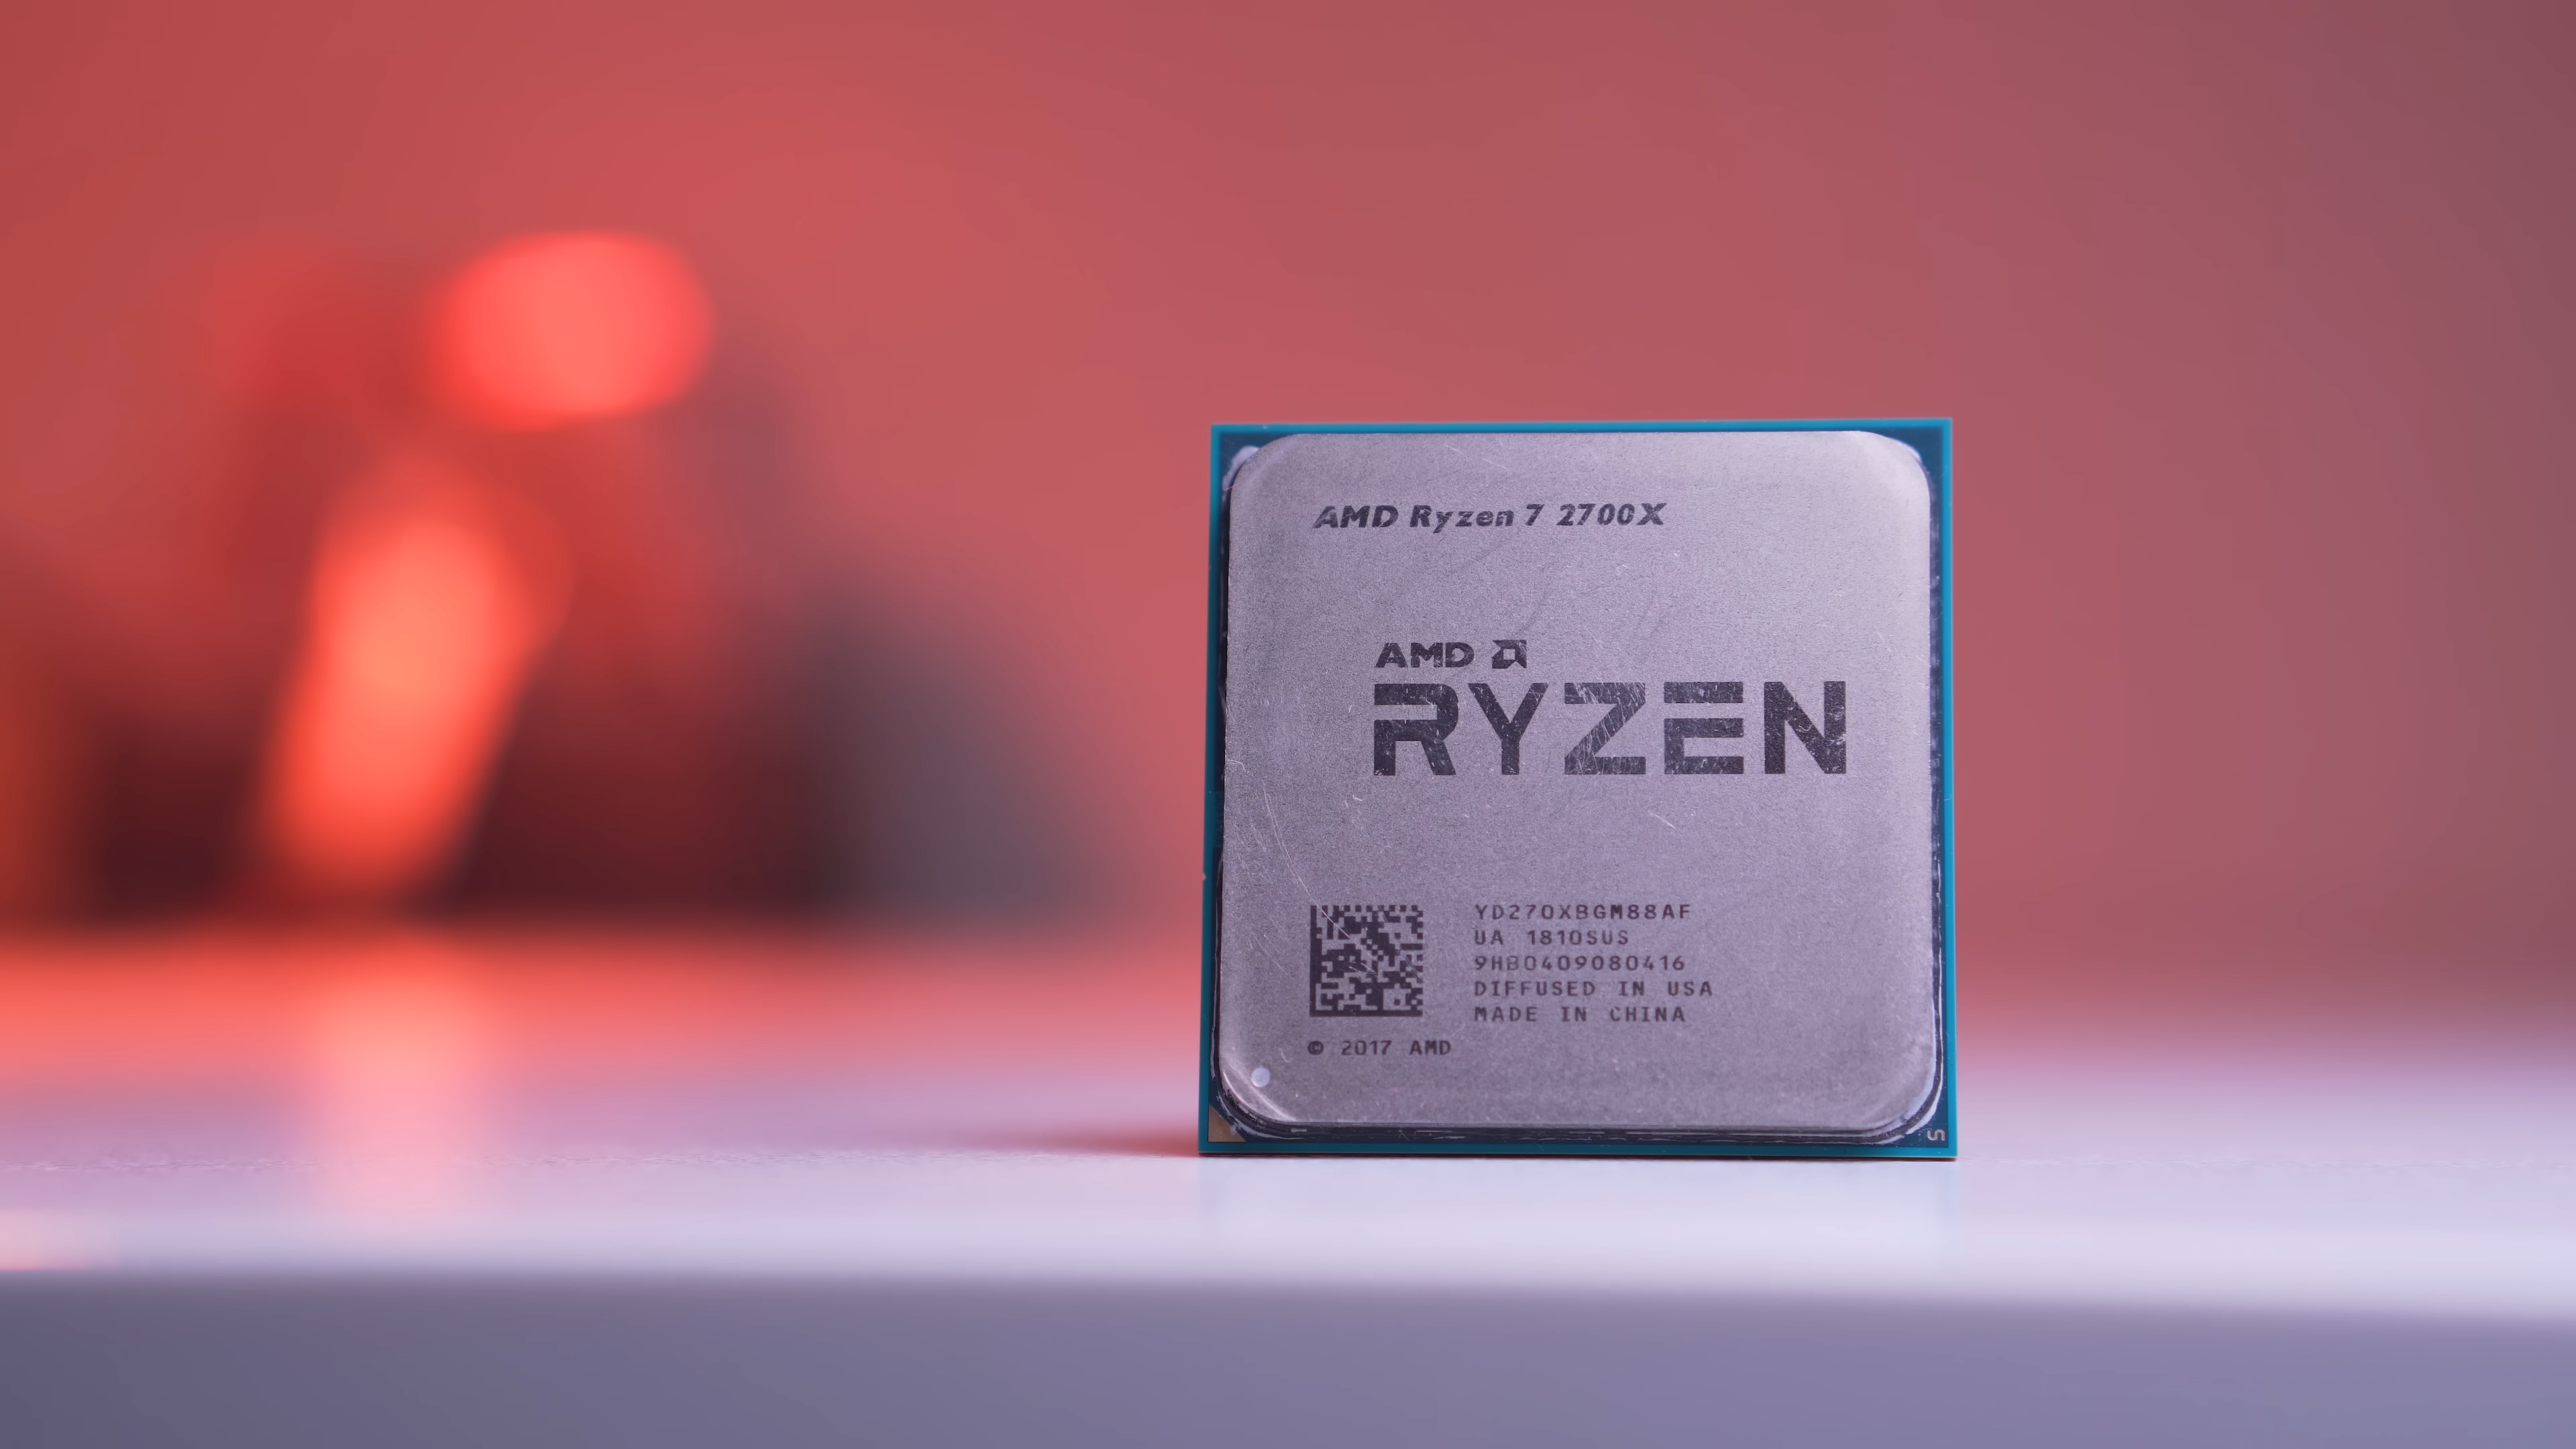 AMD Ryzen 7 2700X
AMD
RYZEN
YD270XBGM88AF
UA 1810SUS
9HB0409080416
DIFFUSED IN USA
MADE IN CHINA
© 2017 AMD